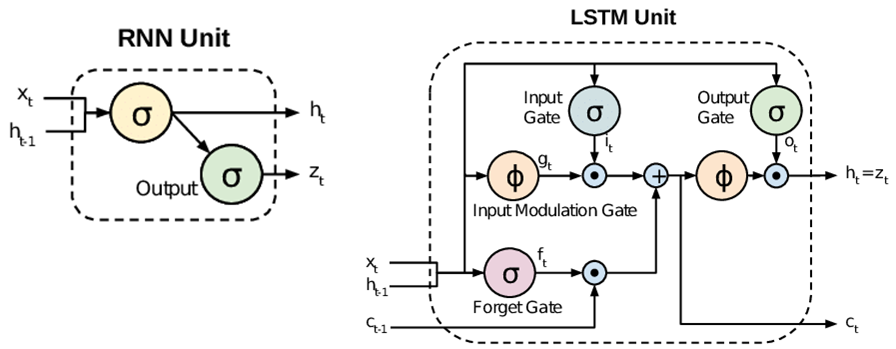 RNN Unit
x_t
h_t-1
σ
h_t
Output
σ
z_t
LSTM Unit
Input
Gate
σ
i_t
Output
Gate
σ
o_t
ϕ
g_t
Input Modulation Gate
+
ϕ
h_t=z_t
x_t
h_t-1
σ
f_t
Forget Gate
c_t-1
c_t